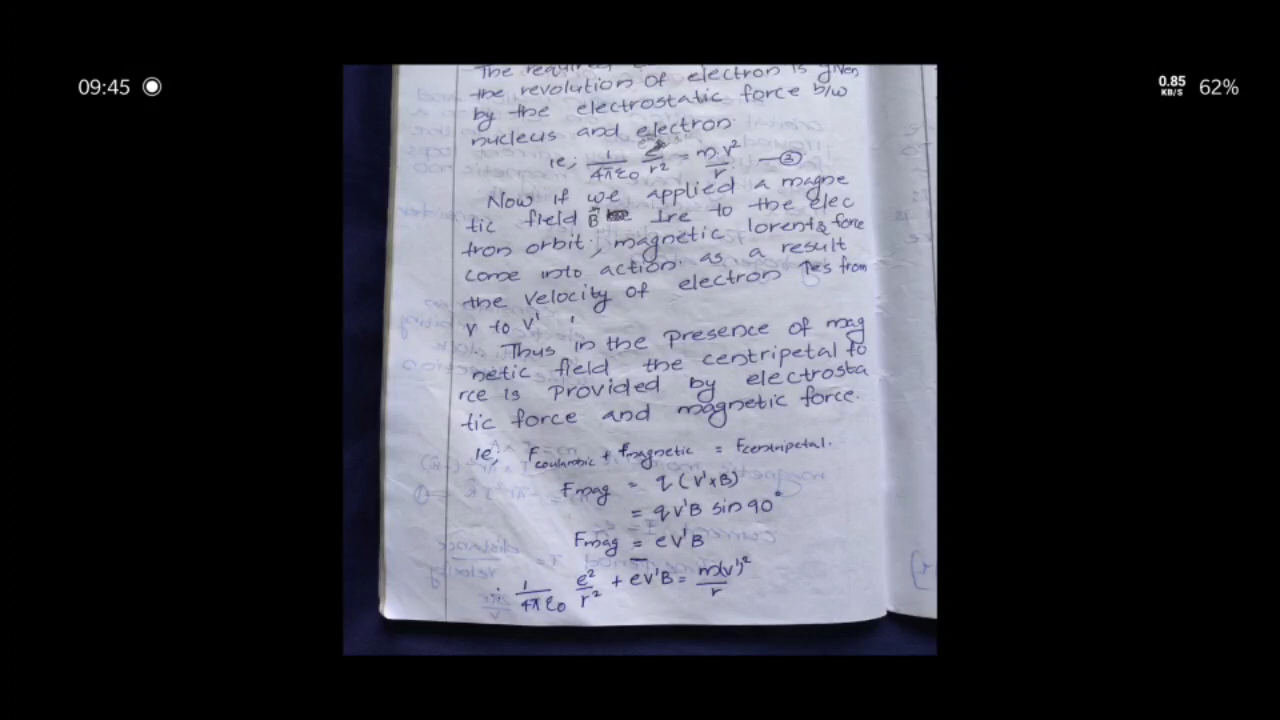 09:45
0.85
KB/S
62%
The
the revolution of electron is given
by the electrostatic force b/w
nucleus and electron.
ie, 1/4πε0 e²/r² = m v²/r —③
Now if we applied a magne
tic field B⃗ Ire to the elec
tron orbit, magnetic lorentz force
come into action. as a result
the velocity of electron ↑es from
v to v'
Thus in the presence of mag
netic field the centripetal fo
rce is provided by electrosta
tic force and magnetic force.
ie, Fcoulombic + Fmagnetic = Fcentripetal.
Fmag = q (v'×B)
= qv'B sin 90°
Fmag = ev'B
∴ 1/4πε0 e²/r² + ev'B = m(v')²/r